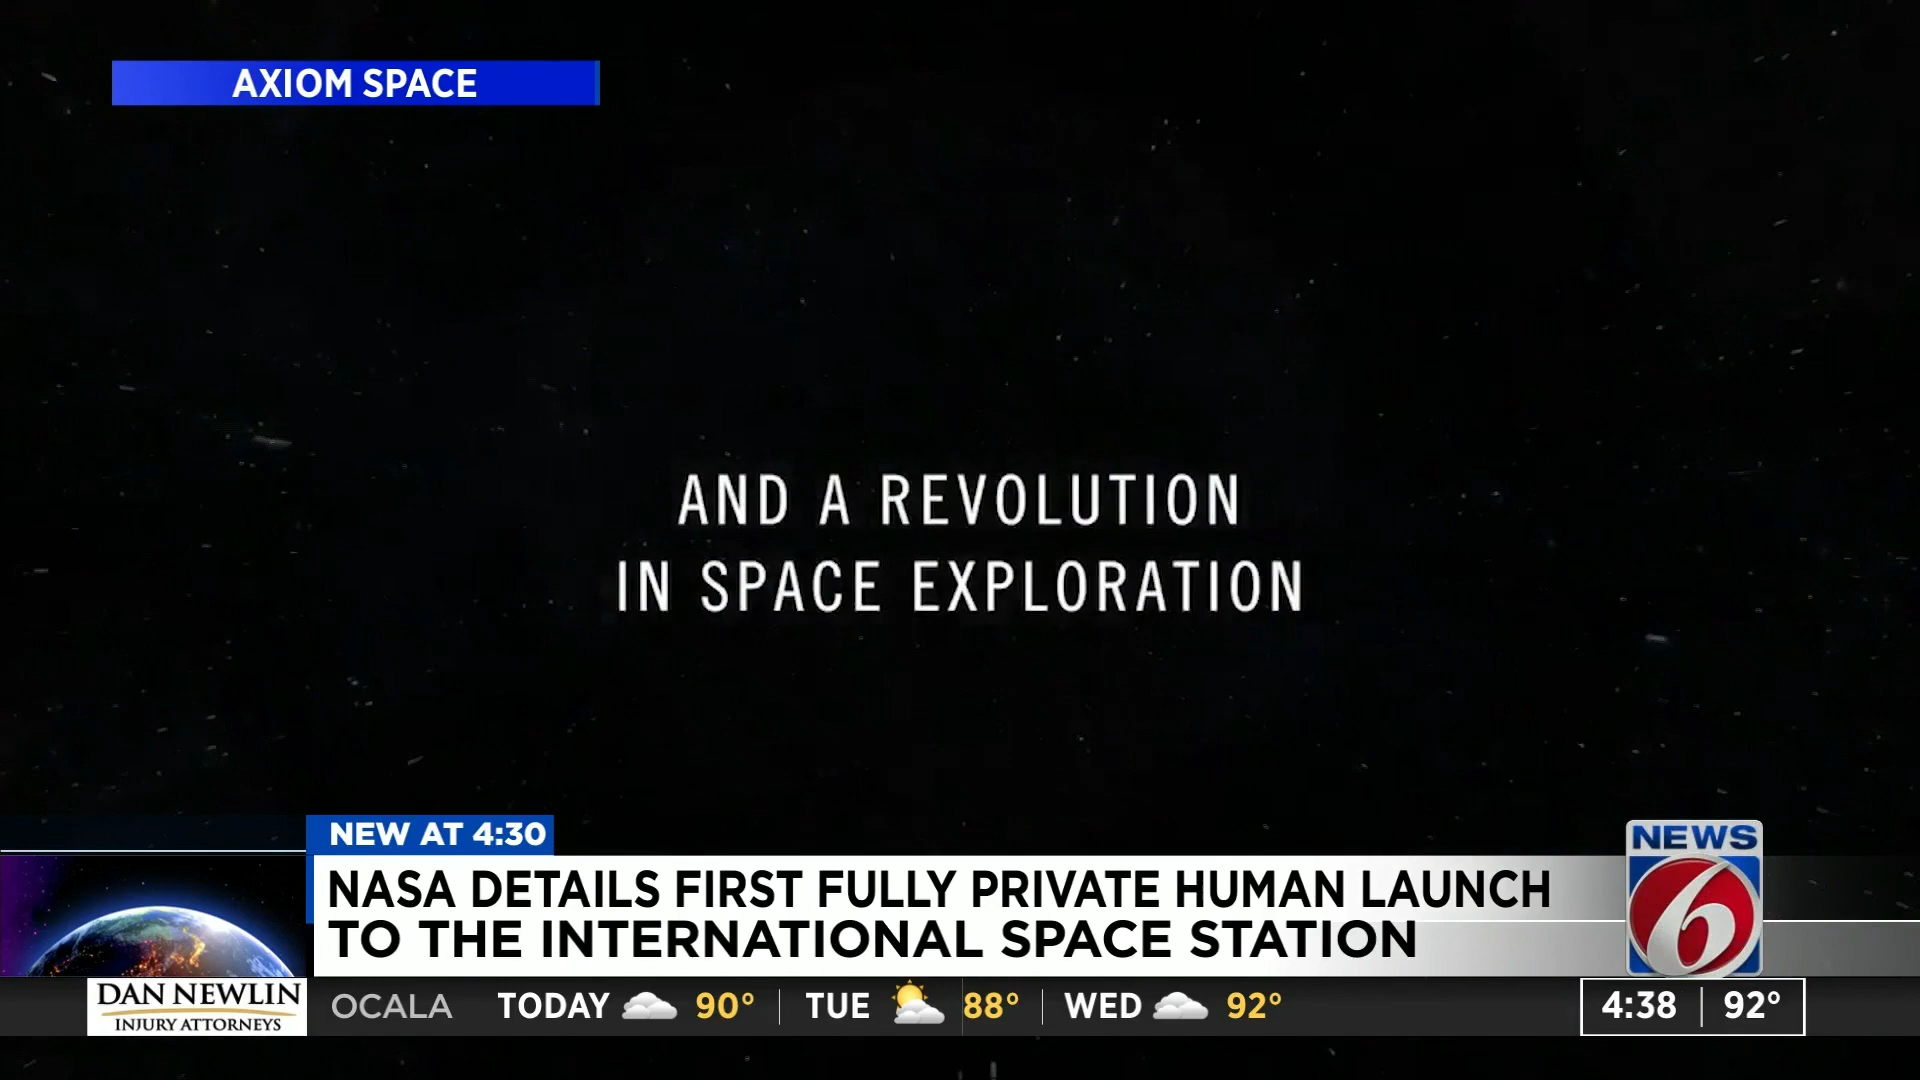 AXIOM SPACE
AND A REVOLUTION
IN SPACE EXPLORATION
NEW AT 4:30
NASA DETAILS FIRST FULLY PRIVATE HUMAN LAUNCH
TO THE INTERNATIONAL SPACE STATION
NEWS
6
DAN NEWLIN
INJURY ATTORNEYS
OCALA TODAY 90° TUE 88° WED 92°
4:38 92°